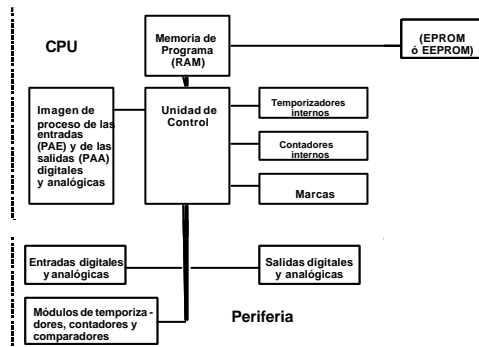 CPU
Memoria de
Programa
(RAM)
(EPROM
ó EEPROM)
Imagen de
proceso de las
entradas
(PAE) y de las
salidas (PAA)
digitales
y analógicas
Unidad de
Control
Temporizadores
internos
Contadores
internos
Marcas
Entradas digitales
y analógicas
Salidas digitales
y analógicas
Módulos de temporiza -
dores, contadores y
comparadores
Periferia